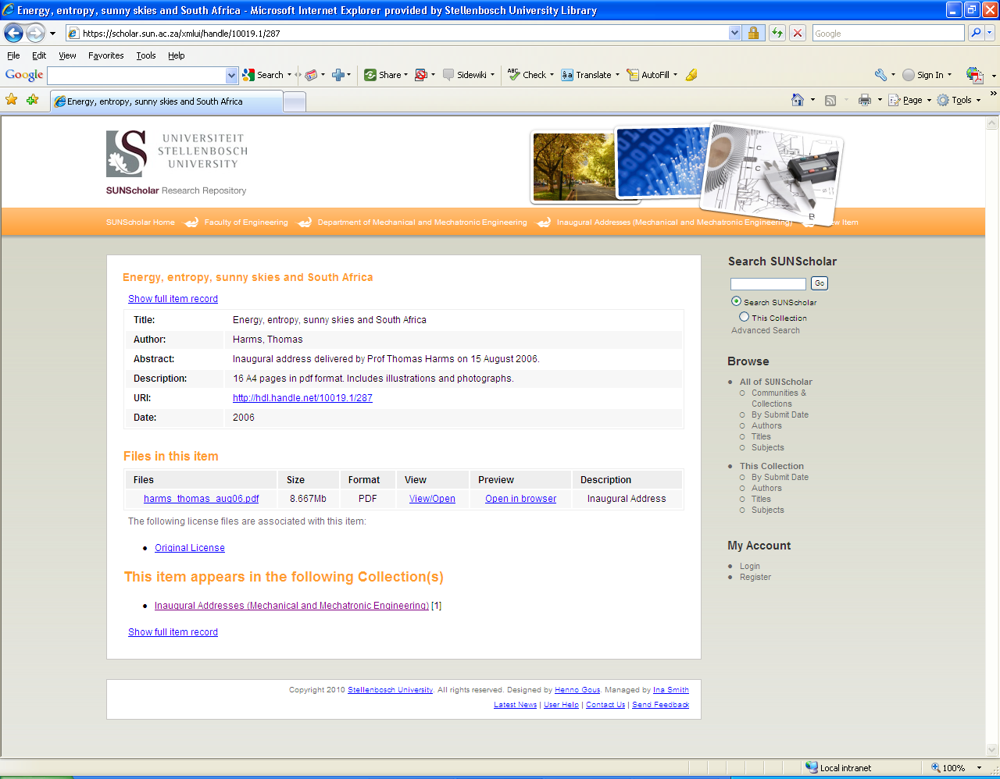 Energy, entropy, sunny skies and South Africa - Microsoft Internet Explorer provided by Stellenbosch University Library
https://scholar.sun.ac.za/xmlui/handle/10019.1/287
Google
File Edit View Favorites Tools Help
Google Search Share Sidewiki ABC Check aあ Translate AutoFill Sign In
Energy, entropy, sunny skies and South Africa
Page Tools »
UNIVERSITEIT
STELLENBOSCH
UNIVERSITY
SUNScholar Research Repository
C
C
B
SUNScholar Home Faculty of Engineering Department of Mechanical and Mechatronic Engineering Inaugural Addresses (Mechanical and Mechatronic Engineering) Item
Energy, entropy, sunny skies and South Africa
Show full item record
Title: Energy, entropy, sunny skies and South Africa
Author: Harms, Thomas
Abstract: Inaugural address delivered by Prof Thomas Harms on 15 August 2006.
Description: 16 A4 pages in pdf format. Includes illustrations and photographs.
URI: http://hdl.handle.net/10019.1/287
Date: 2006
Files in this item
Files Size Format View Preview Description
harms_thomas_aug06.pdf 8.667Mb PDF View/Open Open in browser Inaugural Address
The following license files are associated with this item:
• Original License
This item appears in the following Collection(s)
• Inaugural Addresses (Mechanical and Mechatronic Engineering) [1]
Show full item record
Search SUNScholar
Go
Search SUNScholar
This Collection
Advanced Search
Browse
• All of SUNScholar
Communities &
Collections
By Submit Date
Authors
Titles
Subjects
• This Collection
By Submit Date
Authors
Titles
Subjects
My Account
• Login
• Register
Copyright 2010 Stellenbosch University. All rights reserved. Designed by Henno Gous. Managed by Ina Smith
Latest News | User Help | Contact Us | Send Feedback
Local intranet 100%